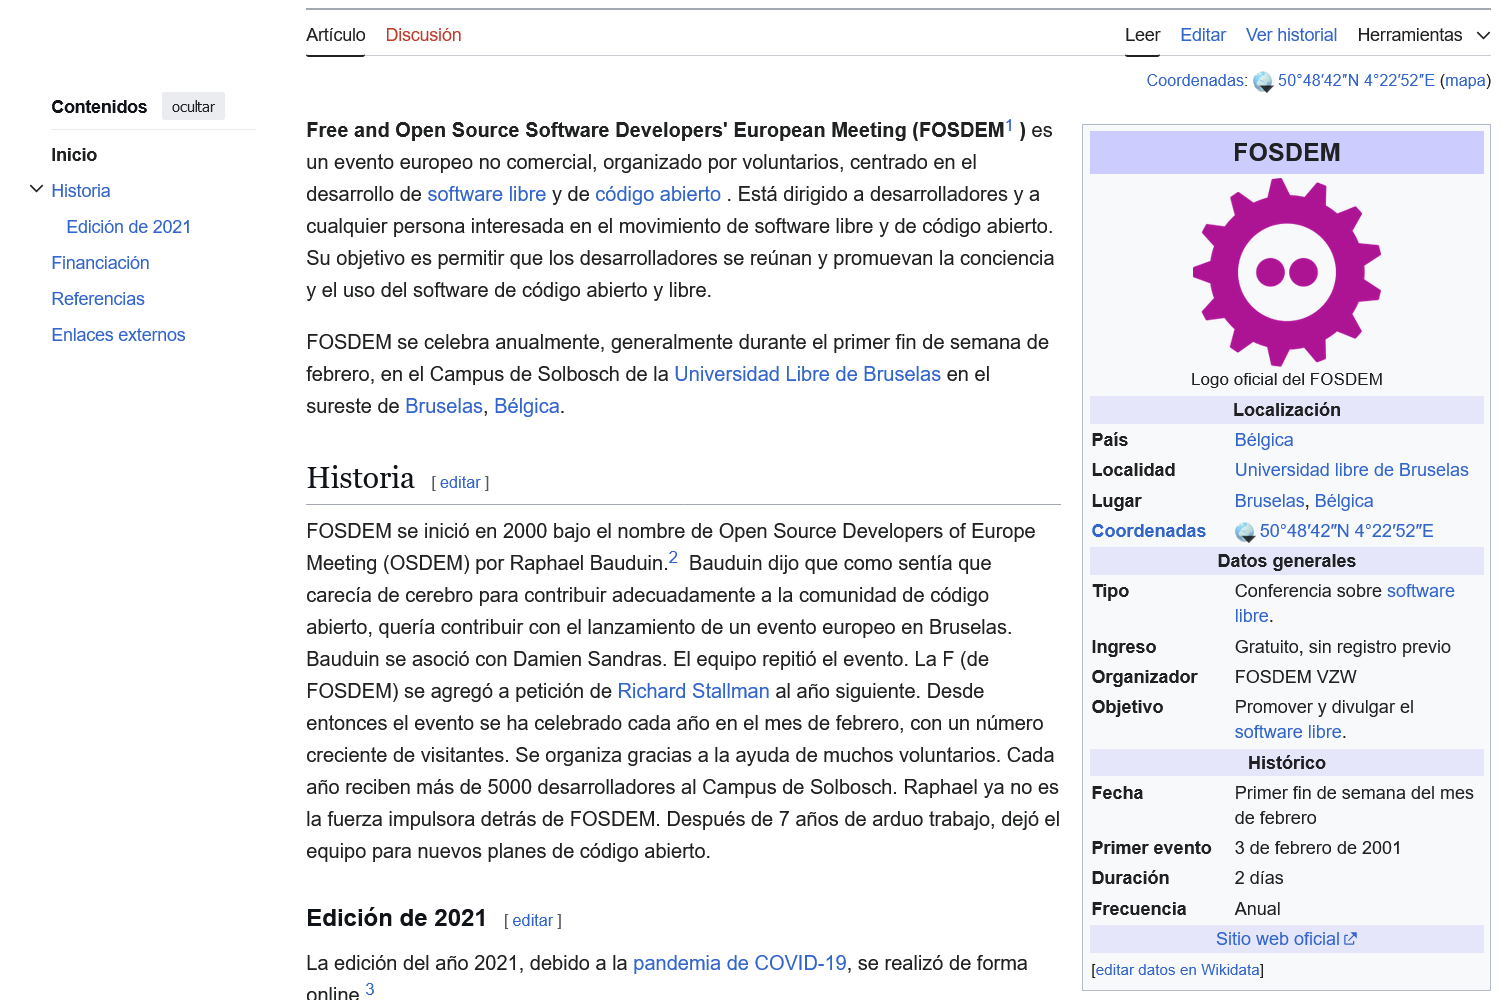 Artículo Discusión Leer Editar Ver historial Herramientas
Coordenadas: 50°48′42″N 4°22′52″E (mapa)
Contenidos ocultar
Inicio
Historia
Edición de 2021
Financiación
Referencias
Enlaces externos
Free and Open Source Software Developers' European Meeting (FOSDEM1 ) es
un evento europeo no comercial, organizado por voluntarios, centrado en el
desarrollo de software libre y de código abierto . Está dirigido a desarrolladores y a
cualquier persona interesada en el movimiento de software libre y de código abierto.
Su objetivo es permitir que los desarrolladores se reúnan y promuevan la conciencia
y el uso del software de código abierto y libre.
FOSDEM se celebra anualmente, generalmente durante el primer fin de semana de
febrero, en el Campus de Solbosch de la Universidad Libre de Bruselas en el
sureste de Bruselas, Bélgica.
Historia [ editar ]
FOSDEM se inició en 2000 bajo el nombre de Open Source Developers of Europe
Meeting (OSDEM) por Raphael Bauduin.2 Bauduin dijo que como sentía que
carecía de cerebro para contribuir adecuadamente a la comunidad de código
abierto, quería contribuir con el lanzamiento de un evento europeo en Bruselas.
Bauduin se asoció con Damien Sandras. El equipo repitió el evento. La F (de
FOSDEM) se agregó a petición de Richard Stallman al año siguiente. Desde
entonces el evento se ha celebrado cada año en el mes de febrero, con un número
creciente de visitantes. Se organiza gracias a la ayuda de muchos voluntarios. Cada
año reciben más de 5000 desarrolladores al Campus de Solbosch. Raphael ya no es
la fuerza impulsora detrás de FOSDEM. Después de 7 años de arduo trabajo, dejó el
equipo para nuevos planes de código abierto.
Edición de 2021 [ editar ]
La edición del año 2021, debido a la pandemia de COVID-19, se realizó de forma
online.3
FOSDEM
Logo oficial del FOSDEM
Localización
País Bélgica
Localidad Universidad libre de Bruselas
Lugar Bruselas, Bélgica
Coordenadas 50°48′42″N 4°22′52″E
Datos generales
Tipo Conferencia sobre software
libre.
Ingreso Gratuito, sin registro previo
Organizador FOSDEM VZW
Objetivo Promover y divulgar el
software libre.
Histórico
Fecha Primer fin de semana del mes
de febrero
Primer evento 3 de febrero de 2001
Duración 2 días
Frecuencia Anual
Sitio web oficial
[editar datos en Wikidata]